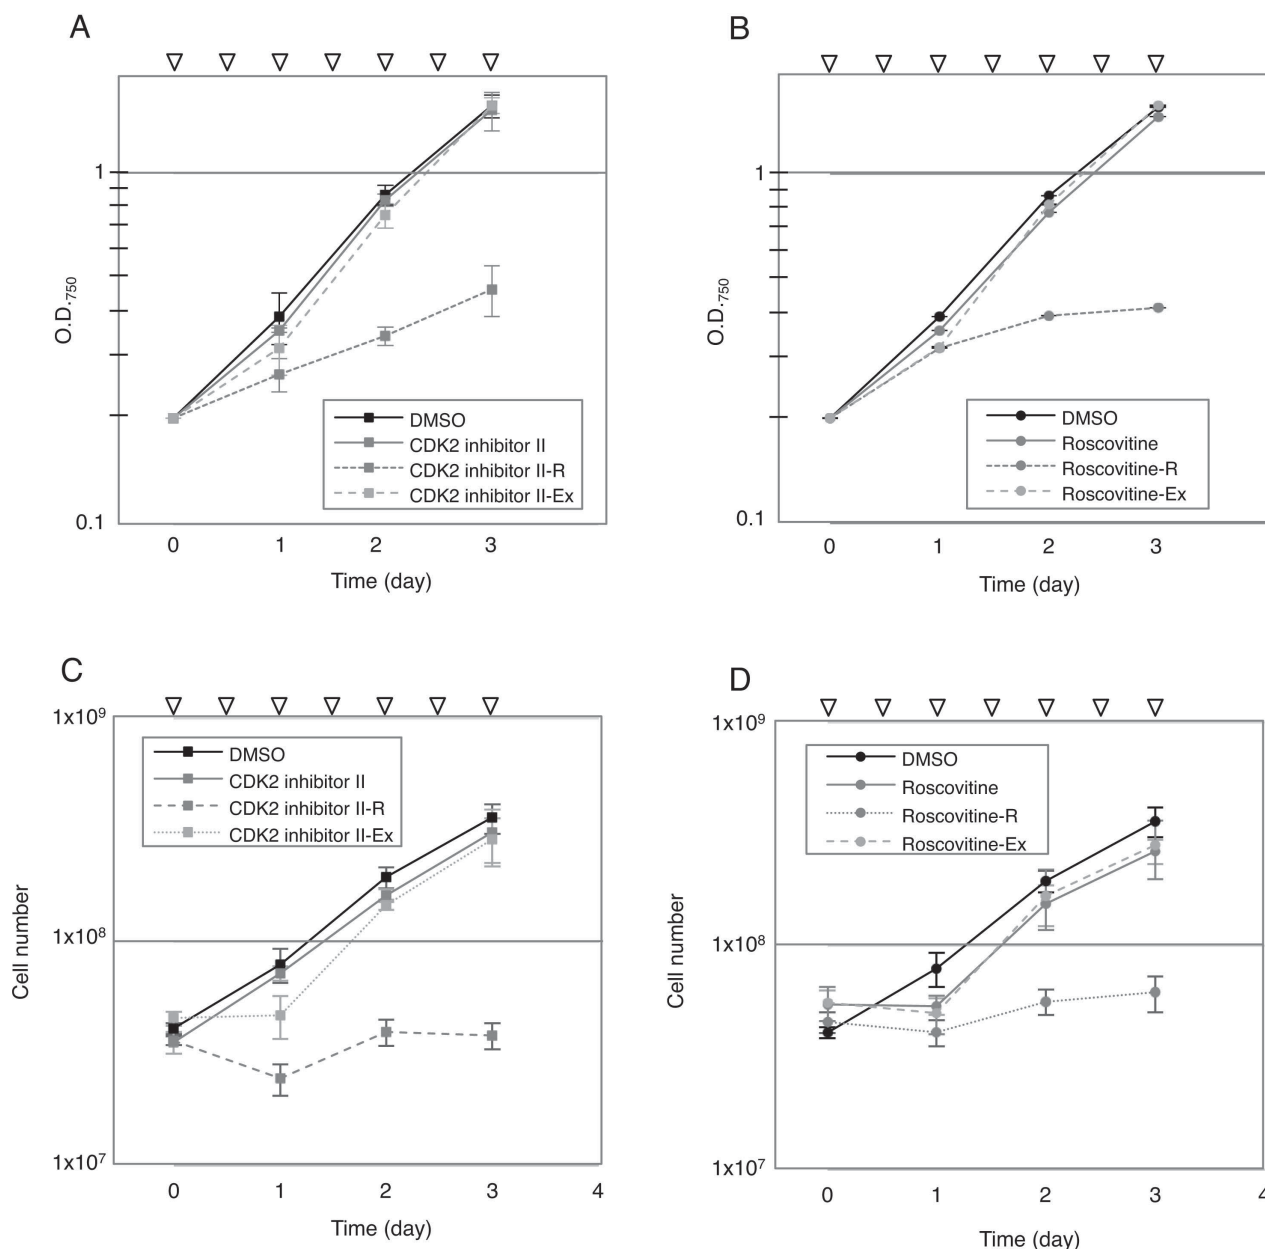 A
1
O.D.750
0.1
DMSO
CDK2 inhibitor II
CDK2 inhibitor II-R
CDK2 inhibitor II-Ex
0 1 2 3
Time (day)
B
1
O.D.750
0.1
DMSO
Roscovitine
Roscovitine-R
Roscovitine-Ex
0 1 2 3
Time (day)
C
1x10⁹
DMSO
CDK2 inhibitor II
CDK2 inhibitor II-R
CDK2 inhibitor II-Ex
1x10⁸
Cell number
1x10⁷
0 1 2 3 4
Time (day)
D
1x10⁹
DMSO
Roscovitine
Roscovitine-R
Roscovitine-Ex
1x10⁸
Cell number
1x10⁷
0 1 2 3 4
Time (day)